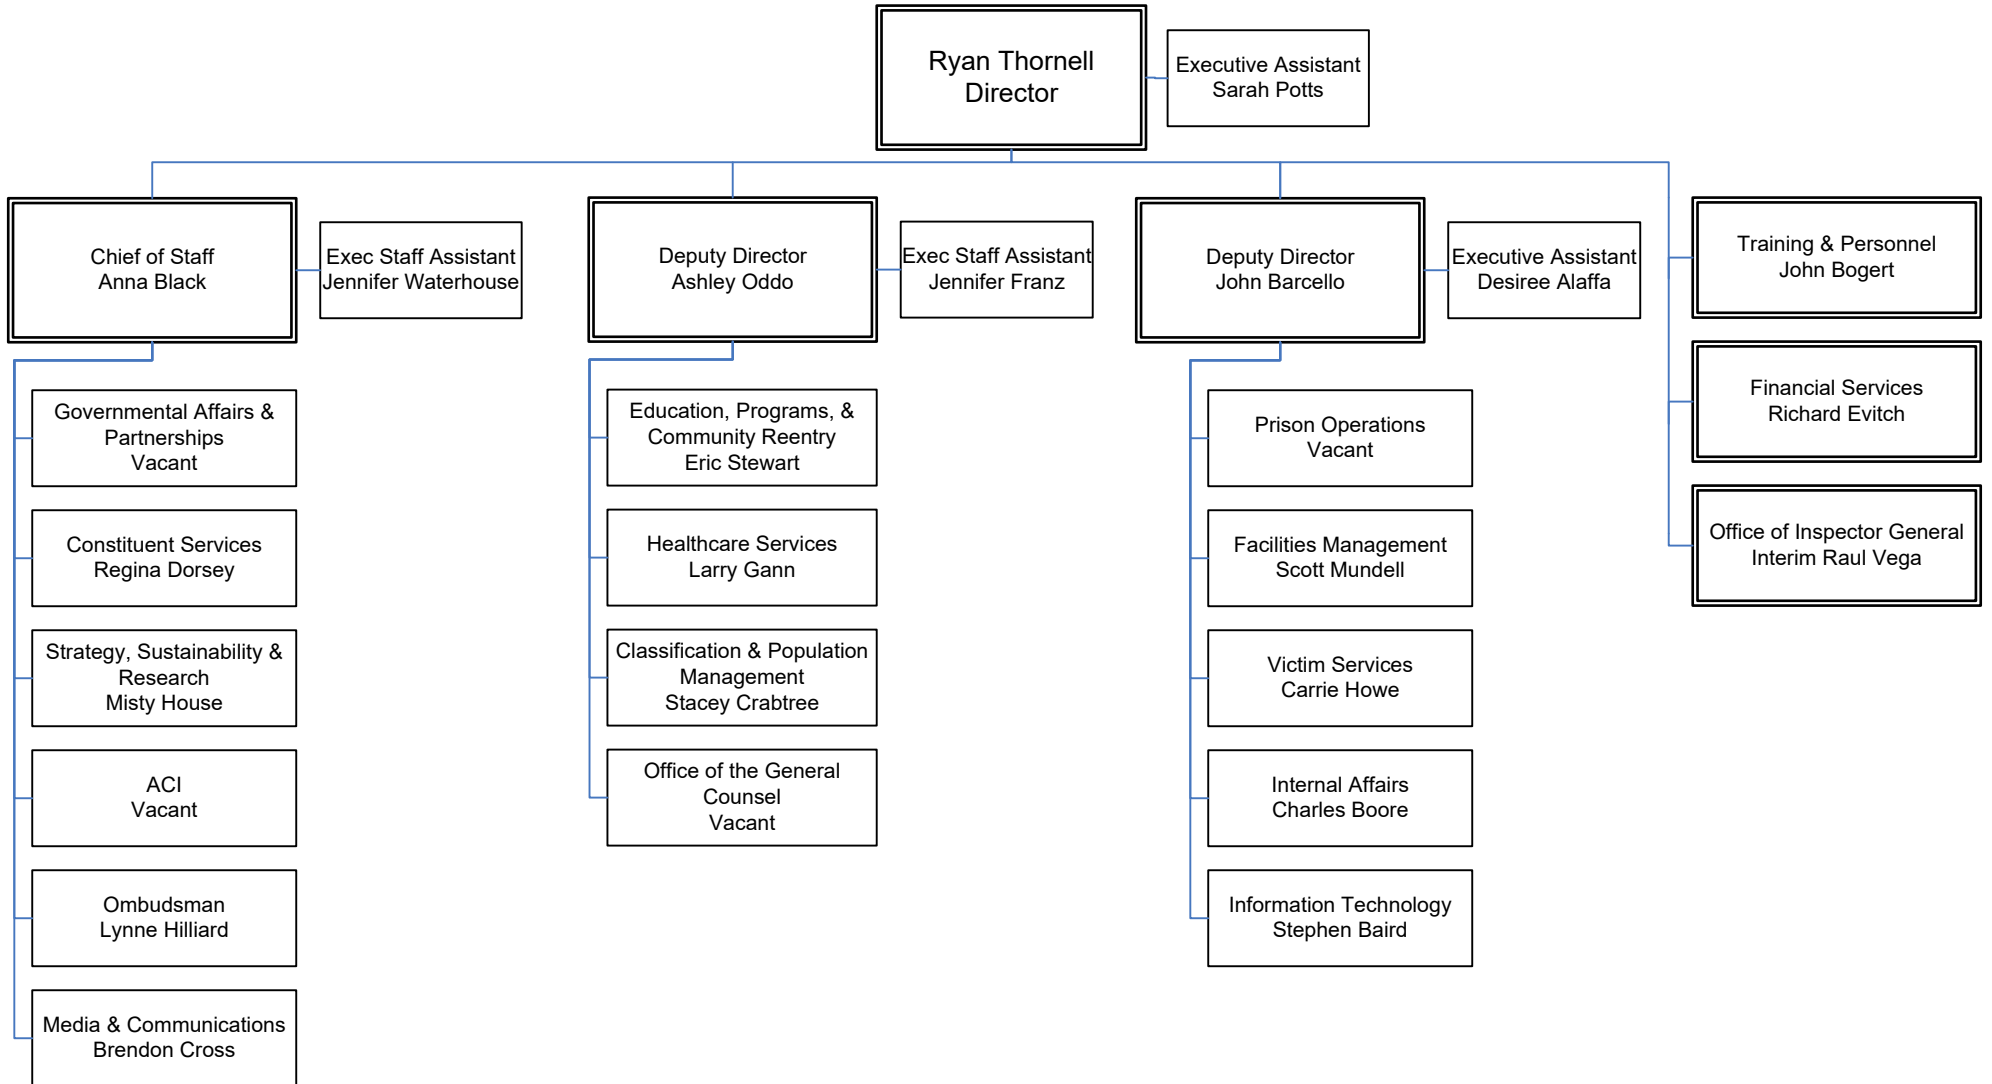 Ryan Thornell
Director
Executive Assistant
Sarah Potts
Chief of Staff
Anna Black
Exec Staff Assistant
Jennifer Waterhouse
Deputy Director
Ashley Oddo
Exec Staff Assistant
Jennifer Franz
Deputy Director
John Barcello
Executive Assistant
Desiree Alaffa
Training & Personnel
John Bogert
Financial Services
Richard Evitch
Office of Inspector General
Interim Raul Vega
Governmental Affairs &
Partnerships
Vacant
Constituent Services
Regina Dorsey
Strategy, Sustainability &
Research
Misty House
ACI
Vacant
Ombudsman
Lynne Hilliard
Media & Communications
Brendon Cross
Education, Programs, &
Community Reentry
Eric Stewart
Healthcare Services
Larry Gann
Classification & Population
Management
Stacey Crabtree
Office of the General
Counsel
Vacant
Prison Operations
Vacant
Facilities Management
Scott Mundell
Victim Services
Carrie Howe
Internal Affairs
Charles Boore
Information Technology
Stephen Baird